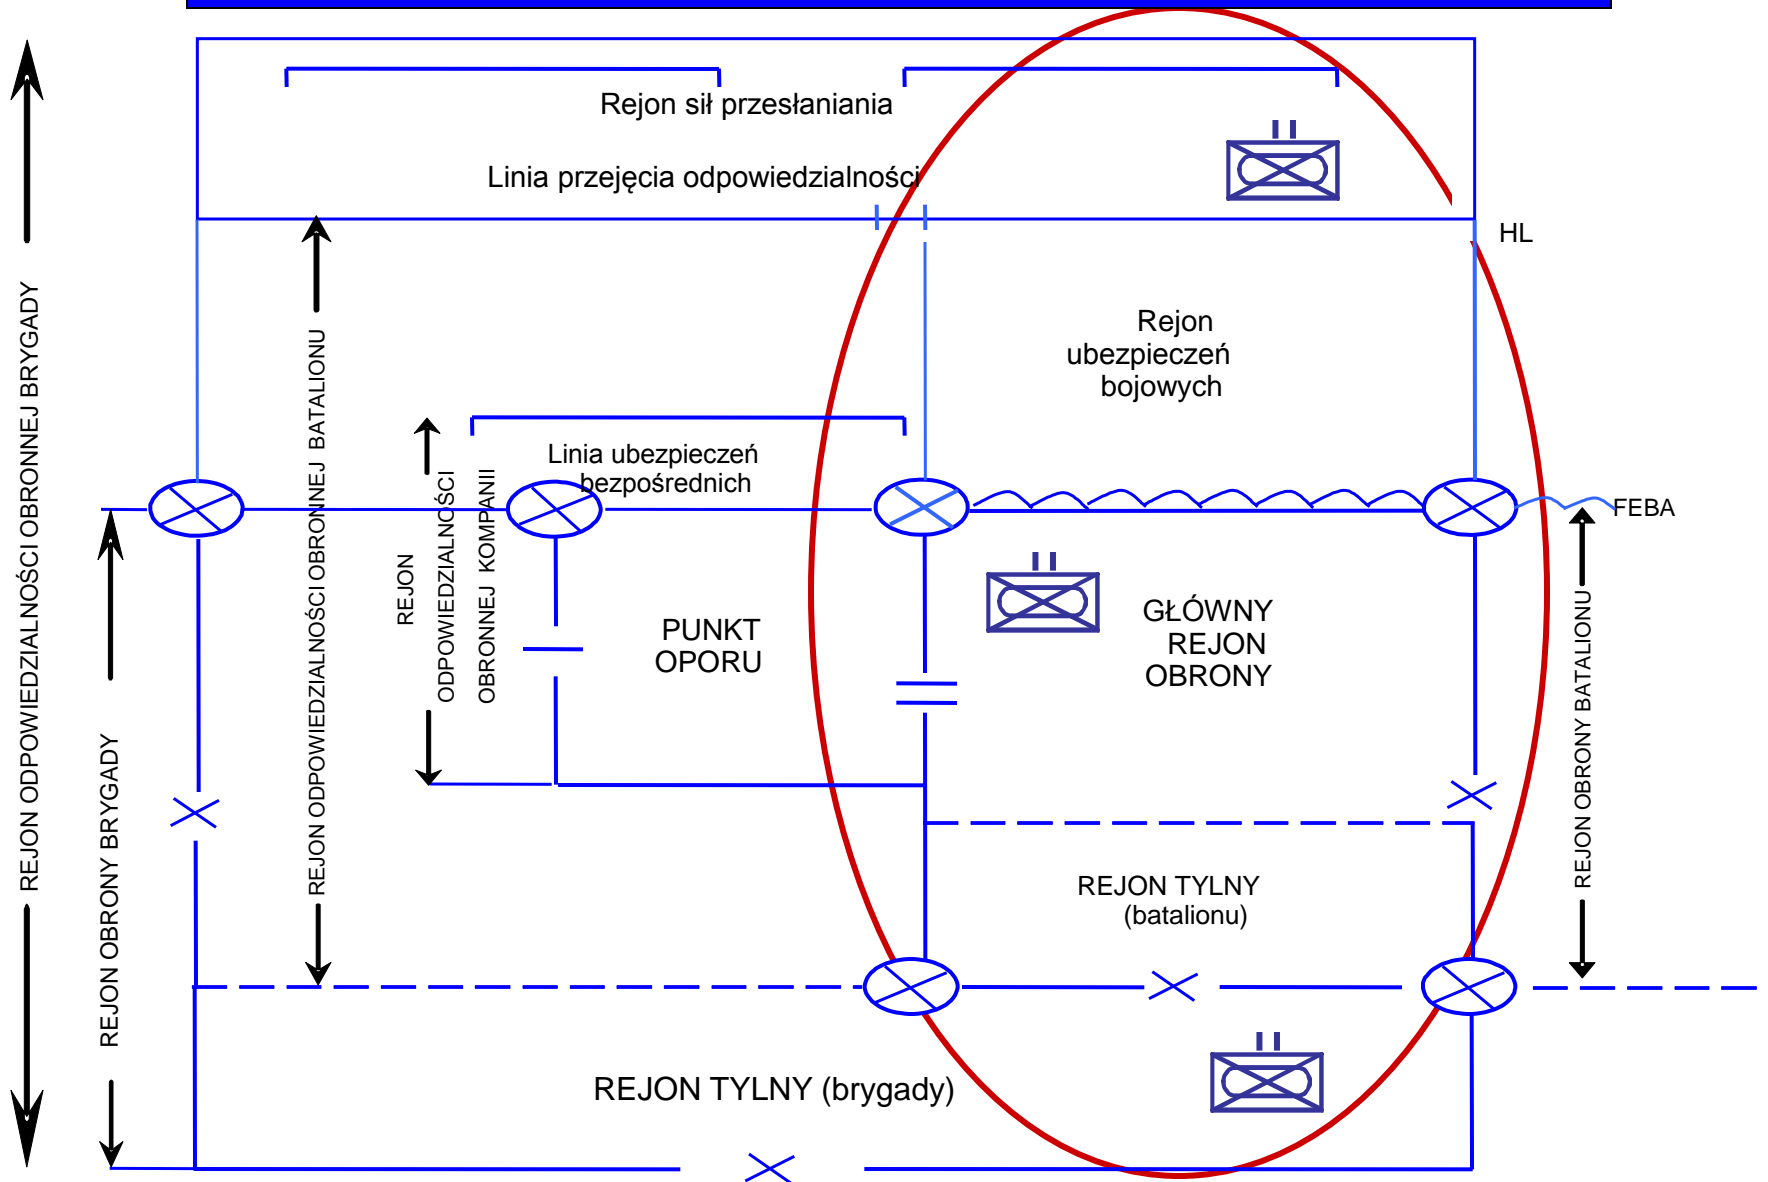 Rejon sił przesłaniania
Linia przejęcia odpowiedzialności
HL
Rejon
ubezpieczeń
bojowych
Linia ubezpieczeń
bezpośrednich
FEBA
PUNKT
OPORU
GŁÓWNY
REJON
OBRONY
REJON TYLNY
(batalionu)
REJON TYLNY (brygady)
REJON ODPOWIEDZIALNOŚCI OBRONNEJ BRYGADY
REJON OBRONY BRYGADY
REJON ODPOWIEDZIALNOŚCI OBRONNEJ BATALIONU
REJON
ODPOWIEDZIALNOŚCI
OBRONNEJ KOMPANII
REJON OBRONY BATALIONU